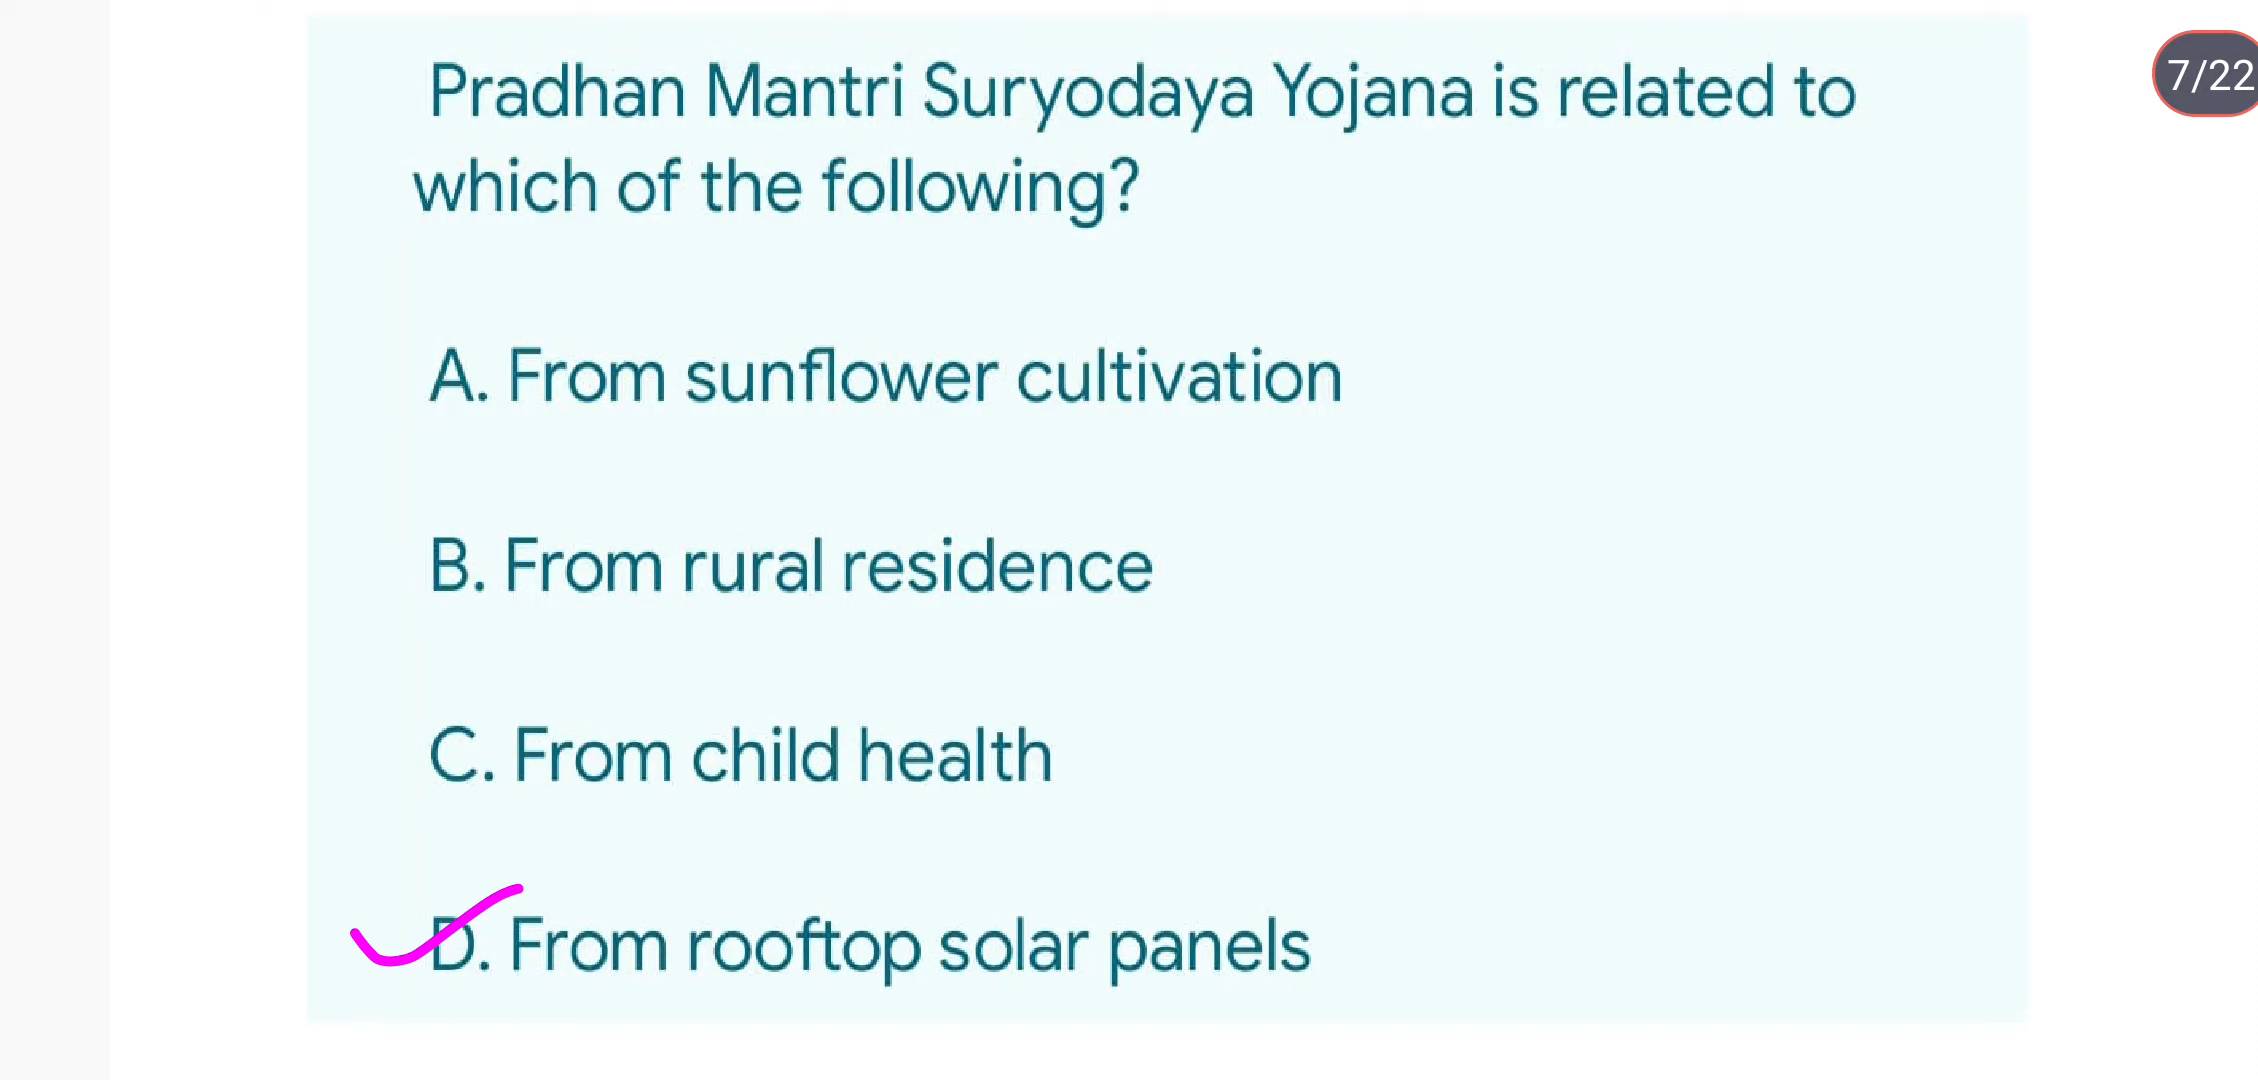 Pradhan Mantri Suryodaya Yojana is related to
which of the following?
A. From sunflower cultivation
B. From rural residence
C. From child health
D. From rooftop solar panels
7/22